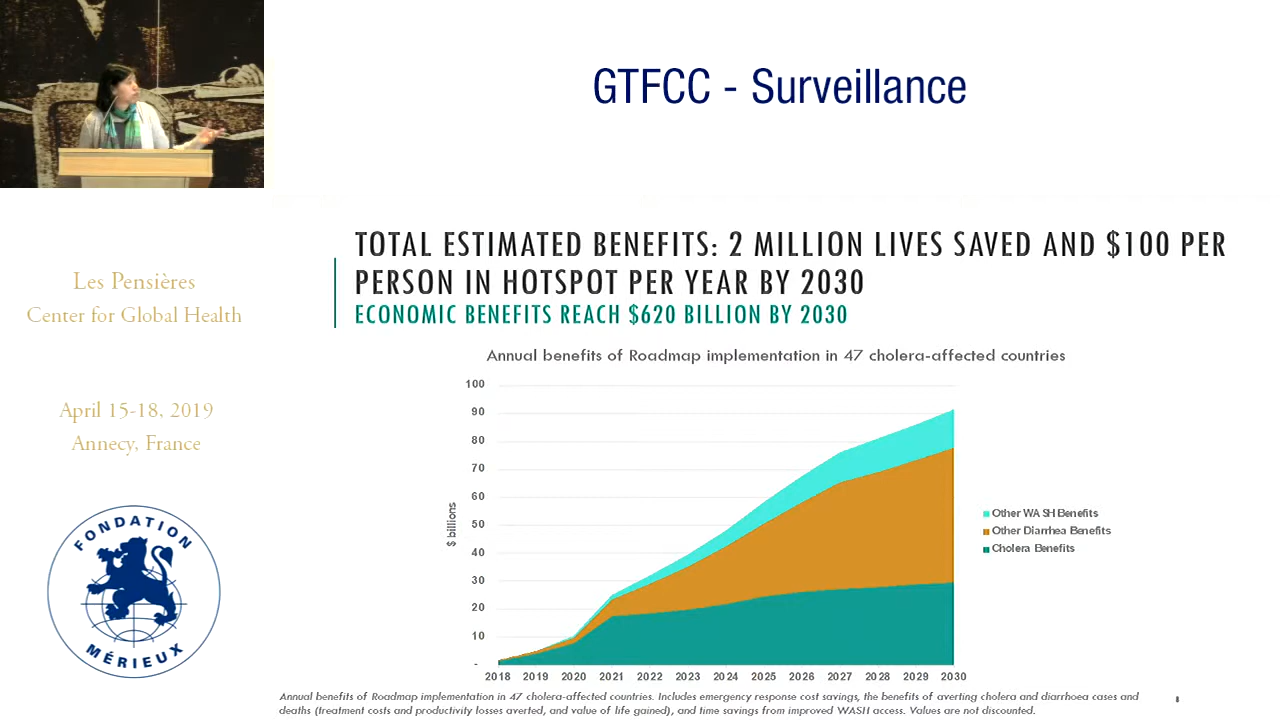 GTFCC - Surveillance
Les Pensières
Center for Global Health
April 15-18, 2019
Annecy, France
FONDATION
MÉRIEUX
TOTAL ESTIMATED BENEFITS: 2 MILLION LIVES SAVED AND $100 PER
PERSON IN HOTSPOT PER YEAR BY 2030
ECONOMIC BENEFITS REACH $620 BILLION BY 2030
Annual benefits of Roadmap implementation in 47 cholera-affected countries
$ billions
100
90
80
70
60
50
40
30
20
10
-
2018 2019 2020 2021 2022 2023 2024 2025 2026 2027 2028 2029 2030
Other WASH Benefits
Other Diarrhea Benefits
Cholera Benefits
Annual benefits of Roadmap implementation in 47 cholera-affected countries. Includes emergency response cost savings, the benefits of averting cholera and diarrhoea cases and
deaths (treatment costs and productivity losses averted, and value of life gained), and time savings from improved WASH access. Values are not discounted.